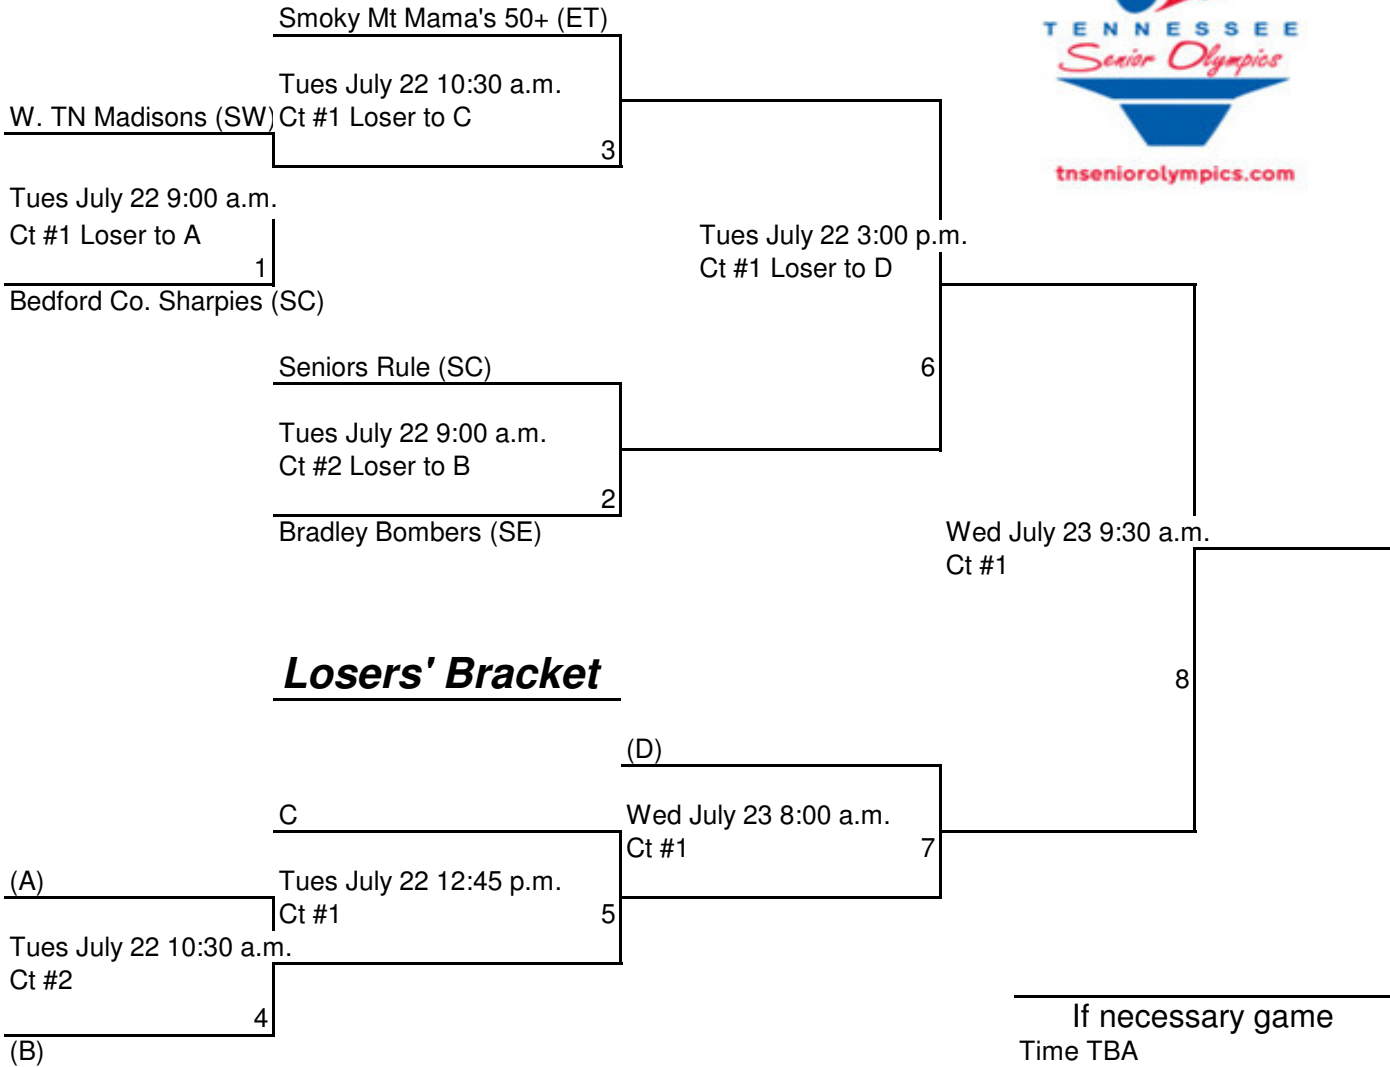 Smoky Mt Mama's 50+ (ET)
TENNESSEE
Senior Olympics
tnseniorolympics.com
Tues July 22 10:30 a.m.
Ct #1 Loser to C
3
W. TN Madisons (SW)
Tues July 22 9:00 a.m.
Ct #1 Loser to A
1
Bedford Co. Sharpies (SC)
Tues July 22 3:00 p.m.
Ct #1 Loser to D
6
Seniors Rule (SC)
Tues July 22 9:00 a.m.
Ct #2 Loser to B
2
Bradley Bombers (SE)
Wed July 23 9:30 a.m.
Ct #1
8
Losers' Bracket
(D)
Wed July 23 8:00 a.m.
Ct #1
7
C
Tues July 22 12:45 p.m.
Ct #1
5
(A)
Tues July 22 10:30 a.m.
Ct #2
4
(B)
If necessary game
Time TBA